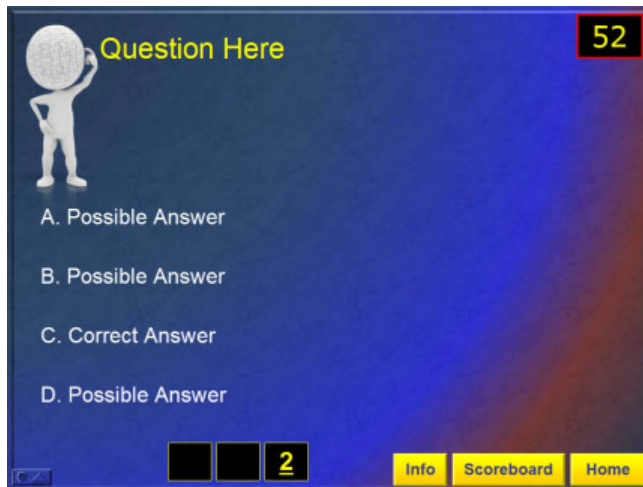 Question Here
52
A. Possible Answer
B. Possible Answer
C. Correct Answer
D. Possible Answer
2
Info Scoreboard Home